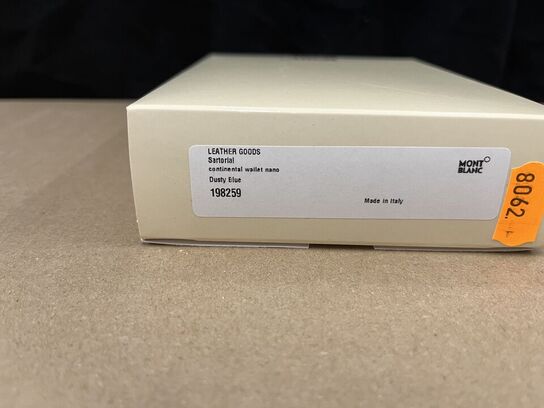 LEATHER GOODS
Sartorial
continental wallet nano
Dusty Blue
198259
Made in Italy
MONT
BLANC
8062